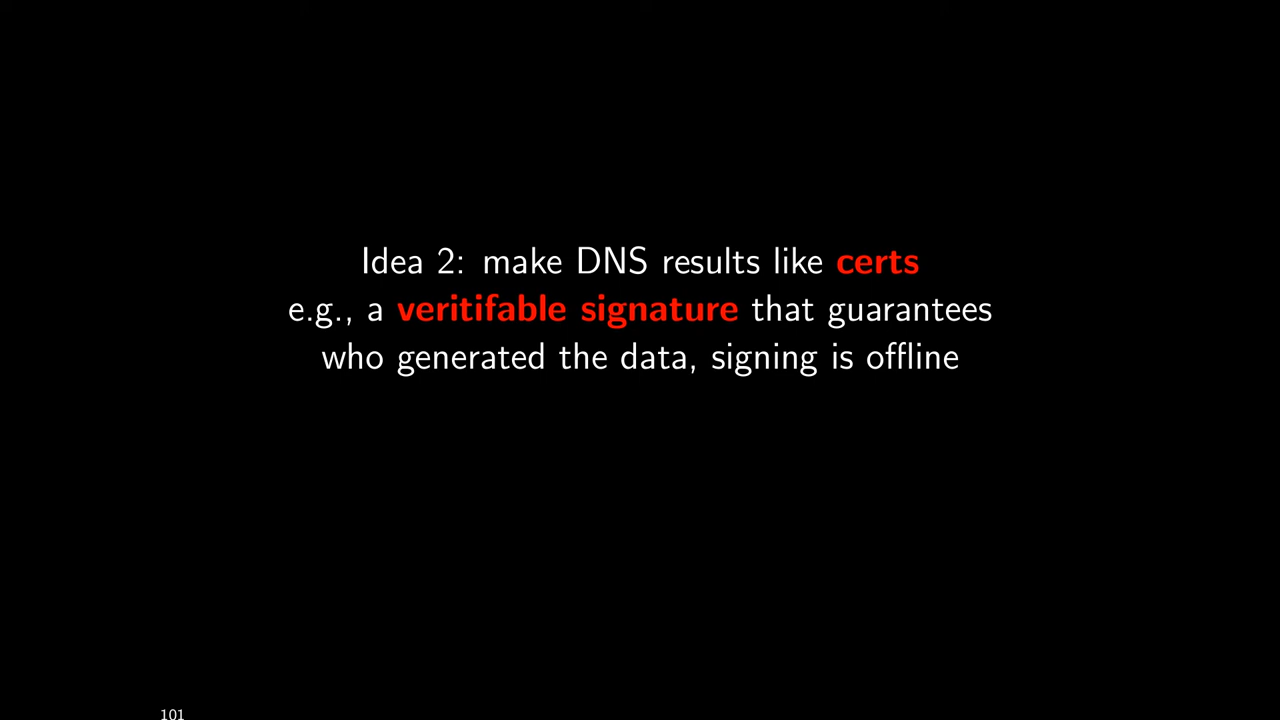 Idea 2: make DNS results like certs
e.g., a veritifable signature that guarantees
who generated the data, signing is offline
101